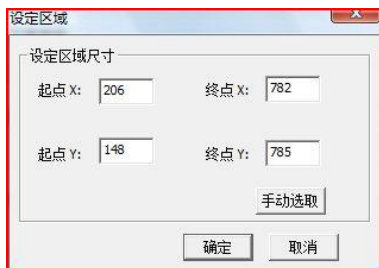 设定区域
设定区域尺寸
起点 X: 206 终点 X: 782
起点 Y: 148 终点 Y: 785
手动选取
确定 取消